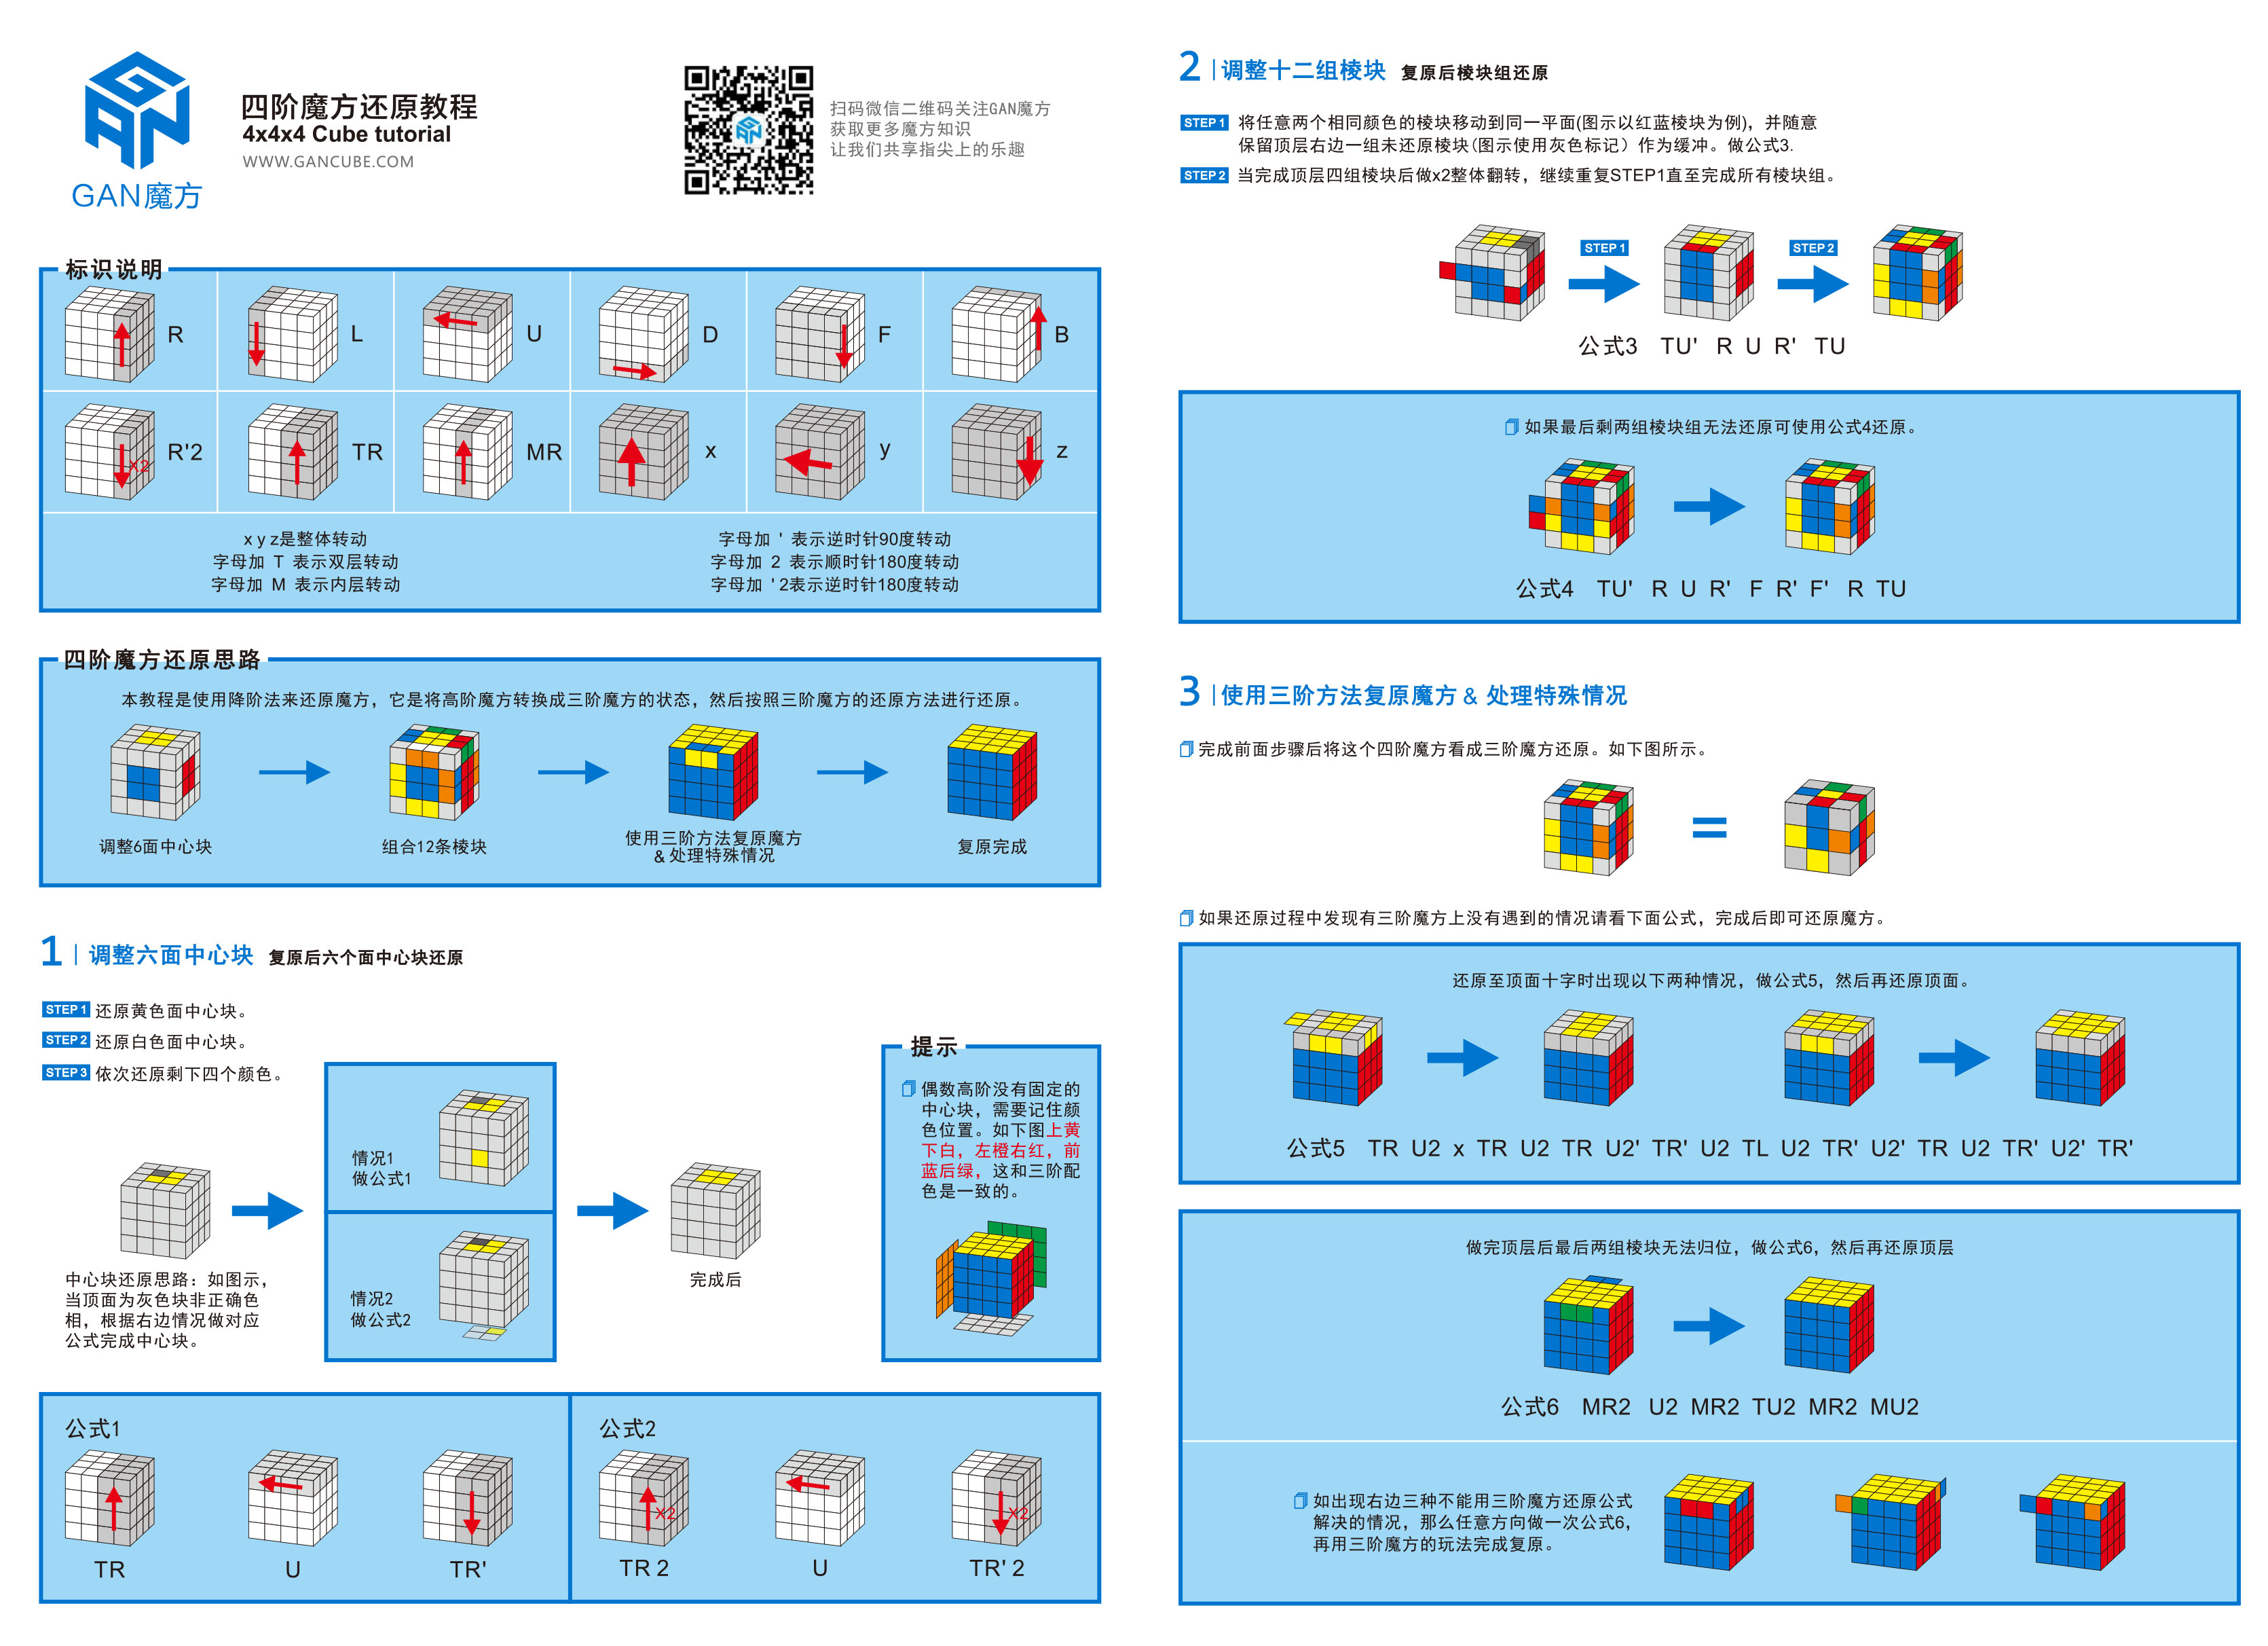 GAN魔方
四阶魔方还原教程
4x4x4 Cube tutorial
WWW.GANCUBE.COM
扫码微信二维码关注GAN魔方
获取更多魔方知识
让我们共享指尖上的乐趣
标识说明
R
L
U
D
F
B
X2
R'2
TR
MR
x
y
z
x y z是整体转动
字母加 T 表示双层转动
字母加 M 表示内层转动
字母加 ' 表示逆时针90度转动
字母加 2 表示顺时针180度转动
字母加 '2表示逆时针180度转动
四阶魔方还原思路
本教程是使用降阶法来还原魔方，它是将高阶魔方转换成三阶魔方的状态，然后按照三阶魔方的还原方法进行还原。
调整6面中心块
组合12条棱块
使用三阶方法复原魔方
&处理特殊情况
复原完成
1 | 调整六面中心块 复原后六个面中心块还原
STEP 1 还原黄色面中心块。
STEP 2 还原白色面中心块。
STEP 3 依次还原剩下四个颜色。
中心块还原思路：如图示，
当顶面为灰色块非正确色
相，根据右边情况做对应
公式完成中心块。
情况1
做公式1
情况2
做公式2
完成后
提示
偶数高阶没有固定的
中心块，需要记住颜
色位置。如下图上黄
下白，左橙右红，前
蓝后绿，这和三阶配
色是一致的。
公式1
TR
U
TR'
公式2
X2
TR 2
U
X2
TR' 2
2 | 调整十二组棱块 复原后棱块组还原
STEP 1 将任意两个相同颜色的棱块移动到同一平面(图示以红蓝棱块为例)，并随意
保留顶层右边一组未还原棱块(图示使用灰色标记）作为缓冲。做公式3.
STEP 2 当完成顶层四组棱块后做x2整体翻转，继续重复STEP1直至完成所有棱块组。
STEP 1
STEP 2
公式3 TU' R U R' TU
如果最后剩两组棱块组无法还原可使用公式4还原。
公式4 TU' R U R' F R' F' R TU
3 | 使用三阶方法复原魔方 & 处理特殊情况
完成前面步骤后将这个四阶魔方看成三阶魔方还原。如下图所示。
=
如果还原过程中发现有三阶魔方上没有遇到的情况请看下面公式，完成后即可还原魔方。
还原至顶面十字时出现以下两种情况，做公式5，然后再还原顶面。
公式5 TR U2 x TR U2 TR U2' TR' U2 TL U2 TR' U2' TR U2 TR' U2' TR'
做完顶层后最后两组棱块无法归位，做公式6，然后再还原顶层
公式6 MR2 U2 MR2 TU2 MR2 MU2
如出现右边三种不能用三阶魔方还原公式
解决的情况，那么任意方向做一次公式6，
再用三阶魔方的玩法完成复原。